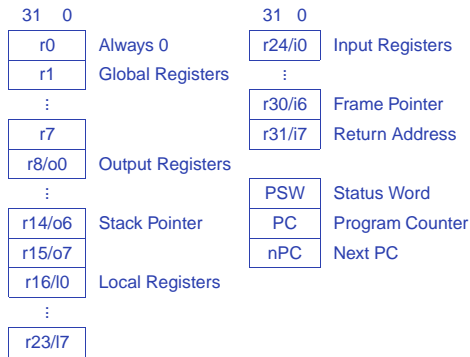 31 0
r0 Always 0
r1 Global Registers
⋮
r7
r8/o0 Output Registers
⋮
r14/o6 Stack Pointer
r15/o7
r16/l0 Local Registers
⋮
r23/l7
31 0
r24/i0 Input Registers
⋮
r30/i6 Frame Pointer
r31/i7 Return Address
PSW Status Word
PC Program Counter
nPC Next PC